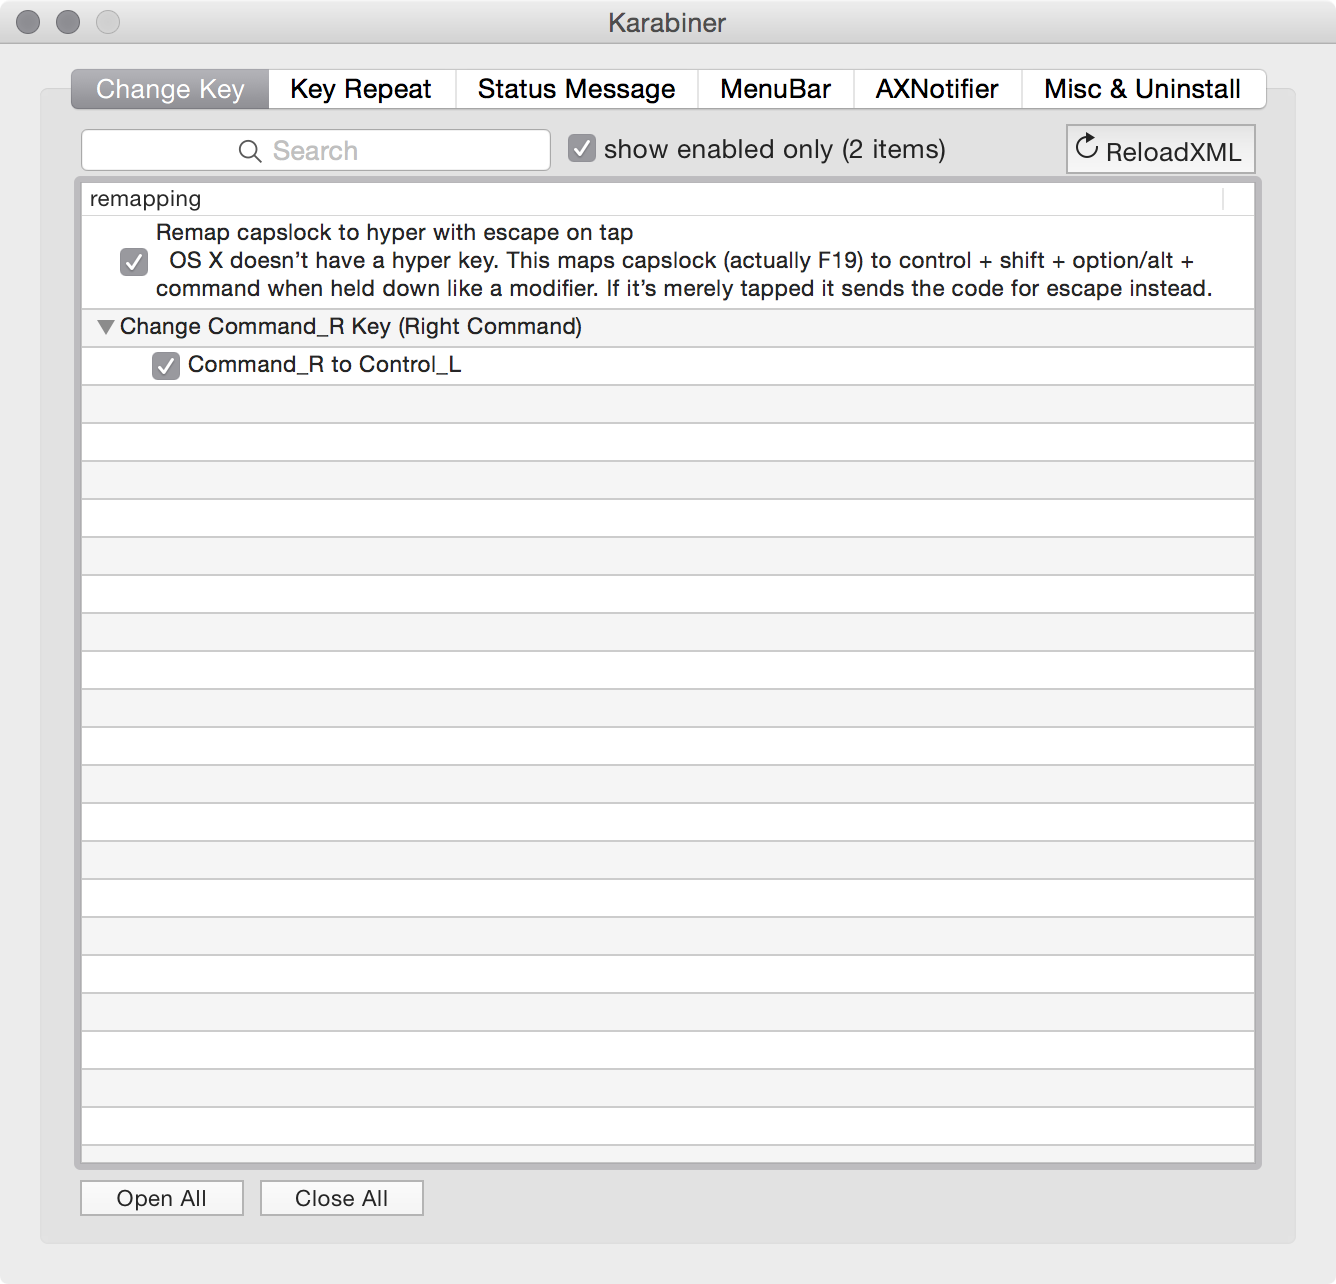 Karabiner
Change Key Key Repeat Status Message MenuBar AXNotifier Misc & Uninstall
Search show enabled only (2 items) ReloadXML
remapping
Remap capslock to hyper with escape on tap
OS X doesn’t have a hyper key. This maps capslock (actually F19) to control + shift + option/alt +
command when held down like a modifier. If it’s merely tapped it sends the code for escape instead.
Change Command_R Key (Right Command)
Command_R to Control_L
Open All Close All